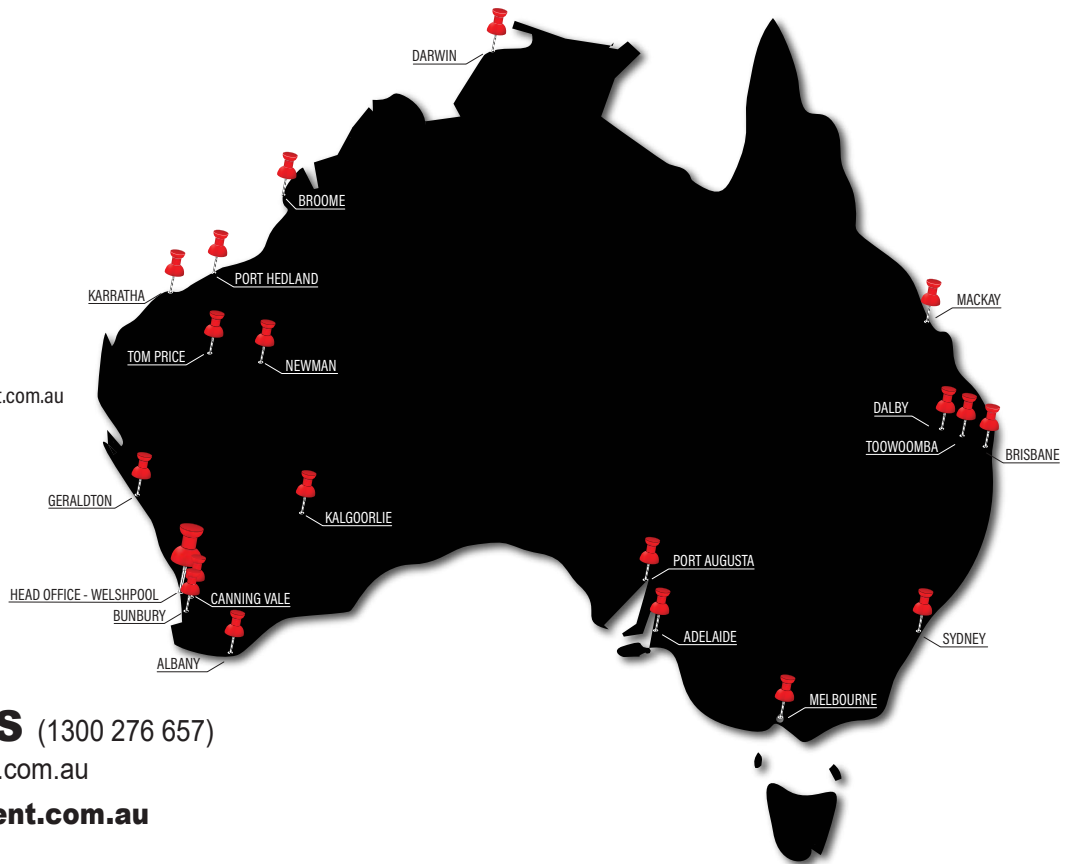 DARWIN
BROOME
PORT HEDLAND
KARRATHA
MACKAY
TOM PRICE
NEWMAN
.com.au
DALBY
TOOWOOMBA
BRISBANE
GERALDTON
KALGOORLIE
PORT AUGUSTA
HEAD OFFICE - WELSHPOOL
CANNING VALE
BUNBURY
ADELAIDE
SYDNEY
ALBANY
MELBOURNE
S (1300 276 657)
.com.au
ent.com.au